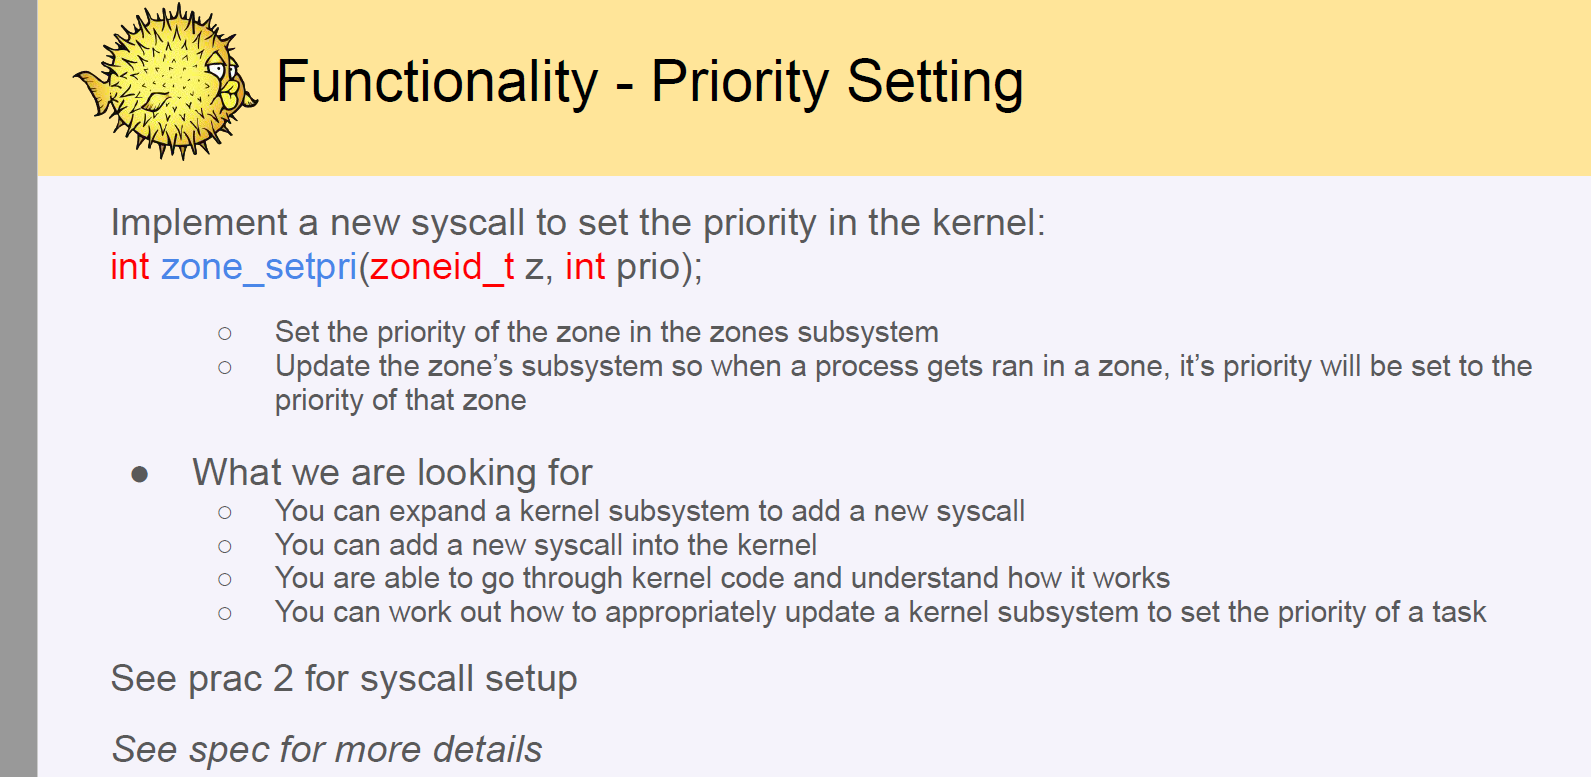 Functionality - Priority Setting
Implement a new syscall to set the priority in the kernel:
int zone_setpri(zoneid_t z, int prio);
○ Set the priority of the zone in the zones subsystem
○ Update the zone’s subsystem so when a process gets ran in a zone, it’s priority will be set to the
priority of that zone
● What we are looking for
○ You can expand a kernel subsystem to add a new syscall
○ You can add a new syscall into the kernel
○ You are able to go through kernel code and understand how it works
○ You can work out how to appropriately update a kernel subsystem to set the priority of a task
See prac 2 for syscall setup
See spec for more details